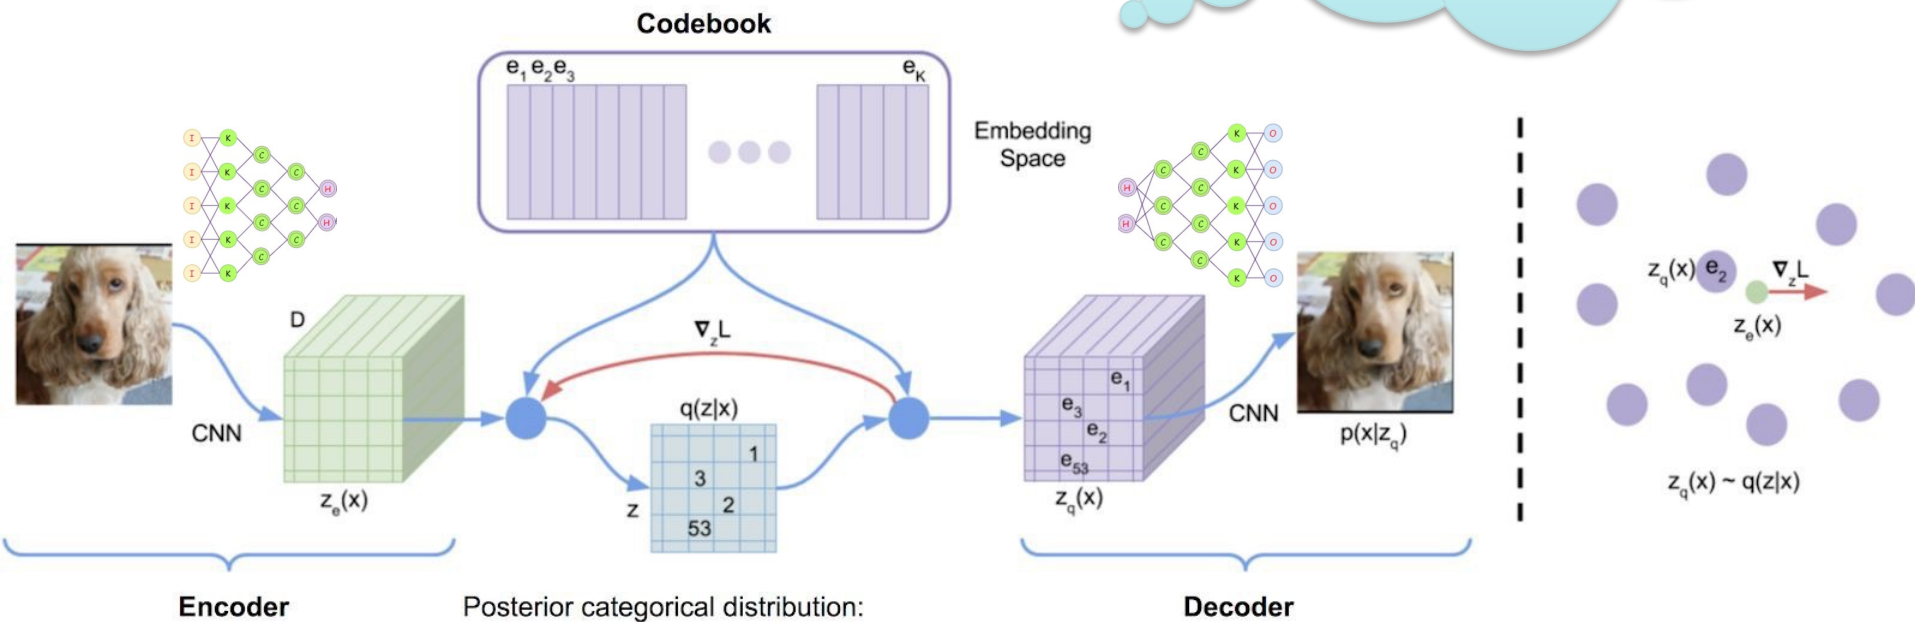 Codebook
e1 e2 e3 eK
Embedding
Space
I K C C H
I K C C H
I K C C
I K C
I K
H C C K O
H C C K O
C C K O
C K O
K O
D
CNN
ze(x)
∇zL
q(z|x)
z
1
3
2
53
e1
e3
e2
e53
zq(x)
CNN
p(x|zq)
zq(x) e2 ∇zL
ze(x)
zq(x) ~ q(z|x)
Encoder
Posterior categorical distribution:
Decoder